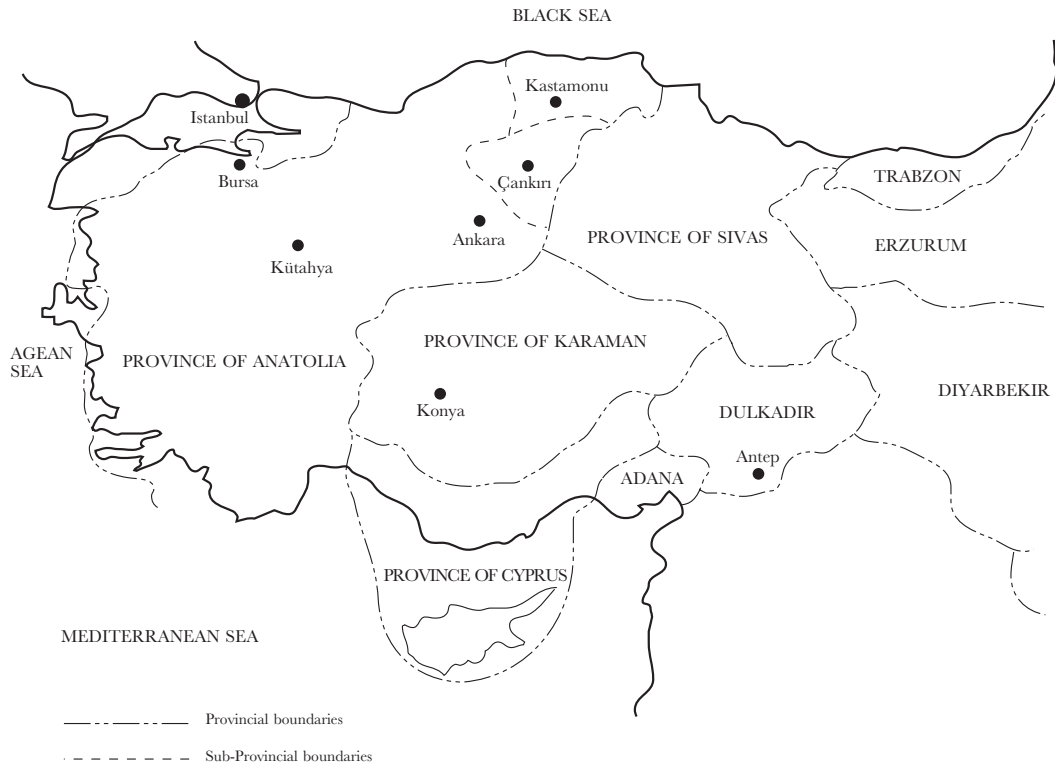 BLACK SEA
Kastamonu
Istanbul
Bursa
Çankırı
TRABZON
Ankara
PROVINCE OF SIVAS
ERZURUM
Kütahya
AGEAN
SEA
PROVINCE OF ANATOLIA
PROVINCE OF KARAMAN
DIYARBEKIR
Konya
DULKADIR
Antep
ADANA
PROVINCE OF CYPRUS
MEDITERRANEAN SEA
Provincial boundaries
Sub-Provincial boundaries